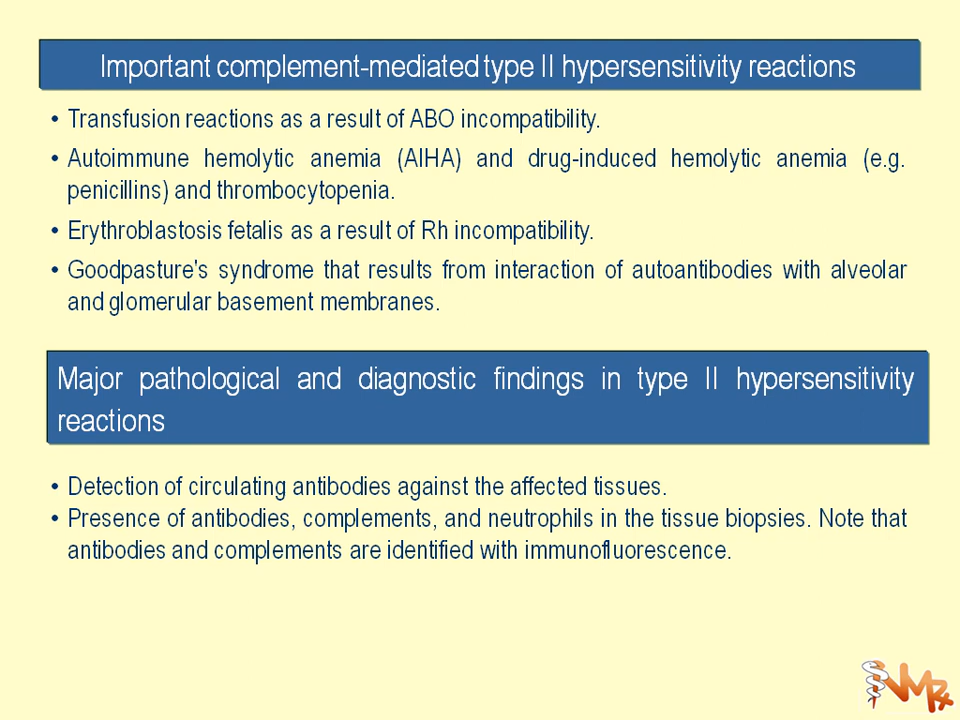 Important complement-mediated type II hypersensitivity reactions
• Transfusion reactions as a result of ABO incompatibility.
• Autoimmune hemolytic anemia (AIHA) and drug-induced hemolytic anemia (e.g.
penicillins) and thrombocytopenia.
• Erythroblastosis fetalis as a result of Rh incompatibility.
• Goodpasture's syndrome that results from interaction of autoantibodies with alveolar
and glomerular basement membranes.
Major pathological and diagnostic findings in type II hypersensitivity
reactions
• Detection of circulating antibodies against the affected tissues.
• Presence of antibodies, complements, and neutrophils in the tissue biopsies. Note that
antibodies and complements are identified with immunofluorescence.